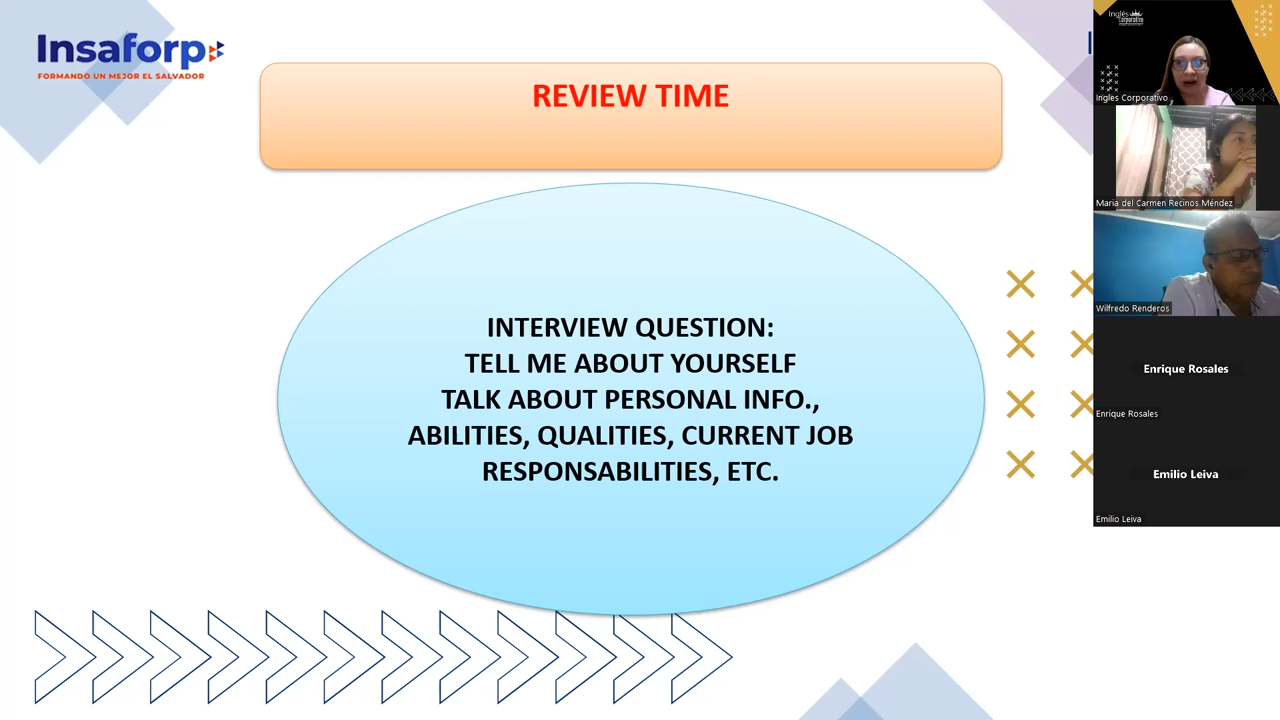 Insaforp
FORMANDO UN MEJOR EL SALVADOR
REVIEW TIME
INTERVIEW QUESTION:
TELL ME ABOUT YOURSELF
TALK ABOUT PERSONAL INFO.,
ABILITIES, QUALITIES, CURRENT JOB
RESPONSABILITIES, ETC.
Inglés
Corporativo
Ingles Corporativo
Maria del Carmen Recinos Méndez
Wilfredo Renderos
Enrique Rosales
Enrique Rosales
Emilio Leiva
Emilio Leiva